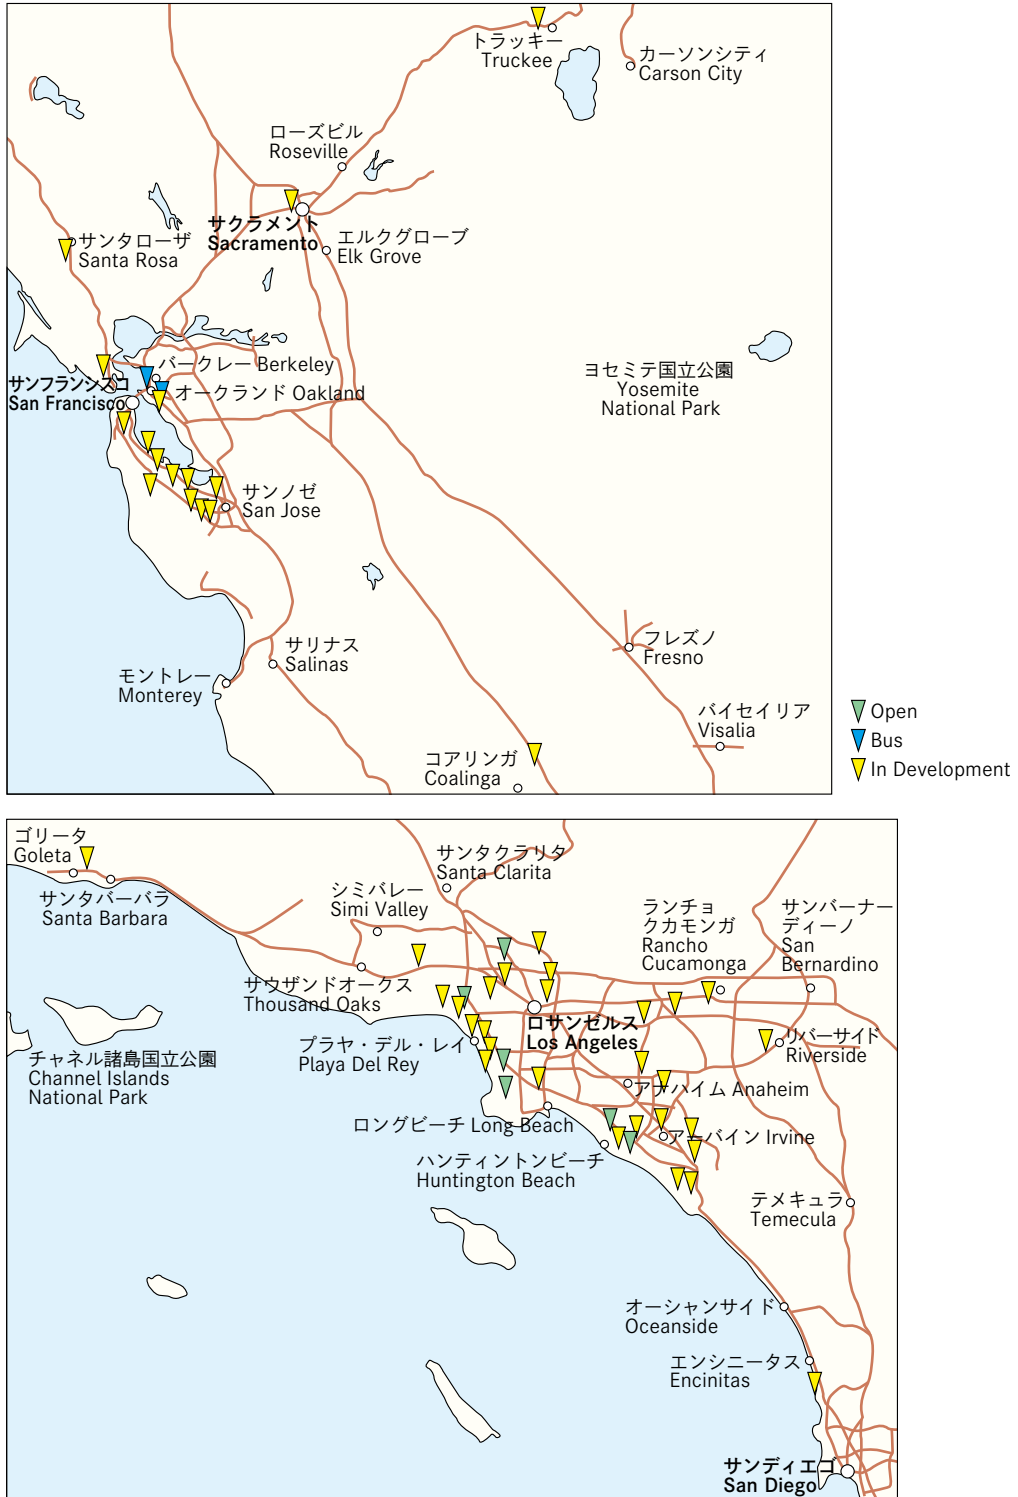 トラッキー
Truckee
カーソンシティ
Carson City
ローズビル
Roseville
サクラメント
Sacramento
エルクグローブ
Elk Grove
サンタローザ
Santa Rosa
バークレー Berkeley
サンフランシスコ
San Francisco
オークランド Oakland
ヨセミテ国立公園
Yosemite
National Park
サンノゼ
San Jose
サリナス
Salinas
モントレー
Monterey
フレズノ
Fresno
バイセイリア
Visalia
コアリンガ
Coalinga
Open
Bus
In Development
ゴリータ
Goleta
サンタバーバラ
Santa Barbara
サンタクラリタ
Santa Clarita
シミバレー
Simi Valley
ランチョ
クカモンガ
Rancho
Cucamonga
サンバーナー
ディーノ
San
Bernardino
サウザンドオークス
Thousand Oaks
ロサンゼルス
Los Angeles
プラヤ・デル・レイ
Playa Del Rey
リバーサイド
Riverside
チャネル諸島国立公園
Channel Islands
National Park
アナハイム Anaheim
ロングビーチ Long Beach
アーバイン Irvine
ハンティントンビーチ
Huntington Beach
テメキュラ
Temecula
オーシャンサイド
Oceanside
エンシニータス
Encinitas
サンディエゴ
San Diego